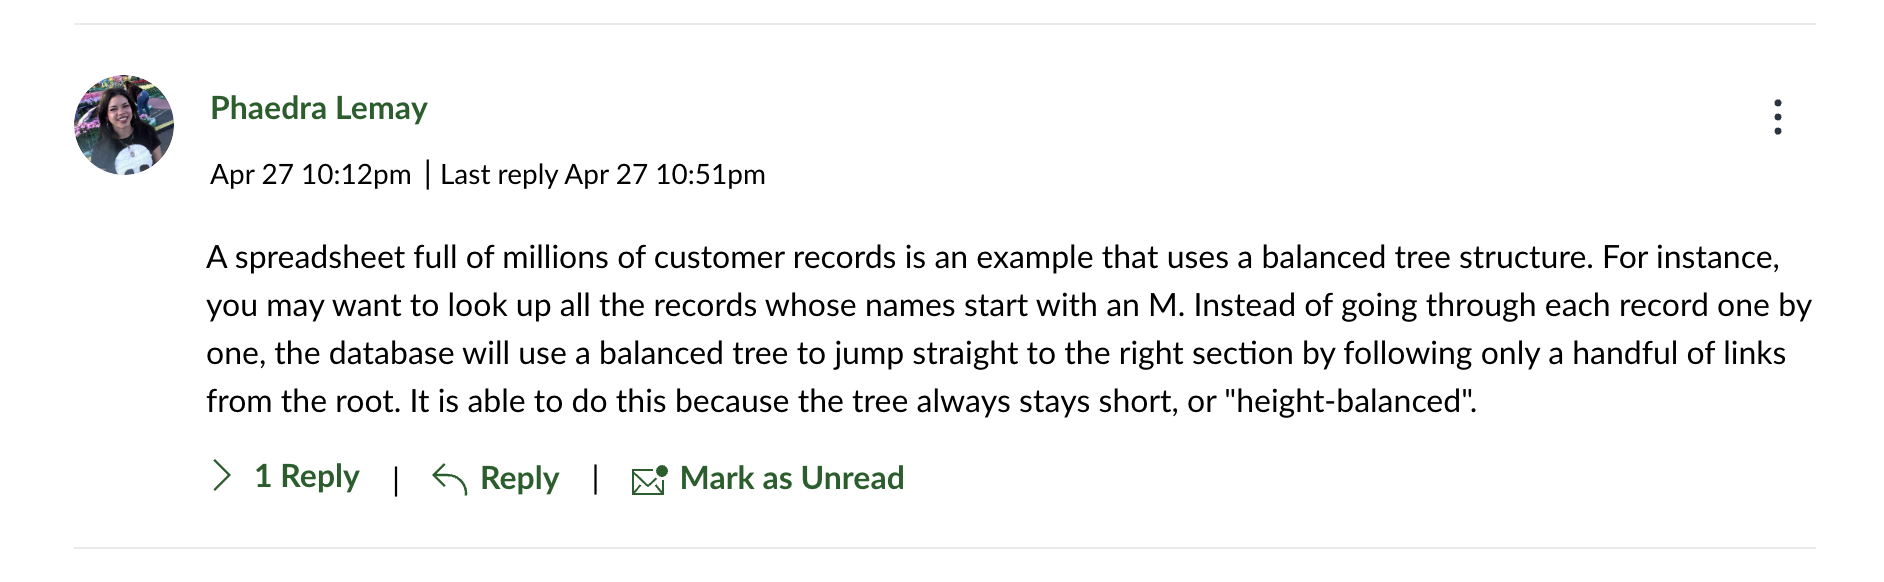 Phaedra Lemay
Apr 27 10:12pm | Last reply Apr 27 10:51pm
A spreadsheet full of millions of customer records is an example that uses a balanced tree structure. For instance,
you may want to look up all the records whose names start with an M. Instead of going through each record one by
one, the database will use a balanced tree to jump straight to the right section by following only a handful of links
from the root. It is able to do this because the tree always stays short, or "height-balanced".
1 Reply | Reply | Mark as Unread